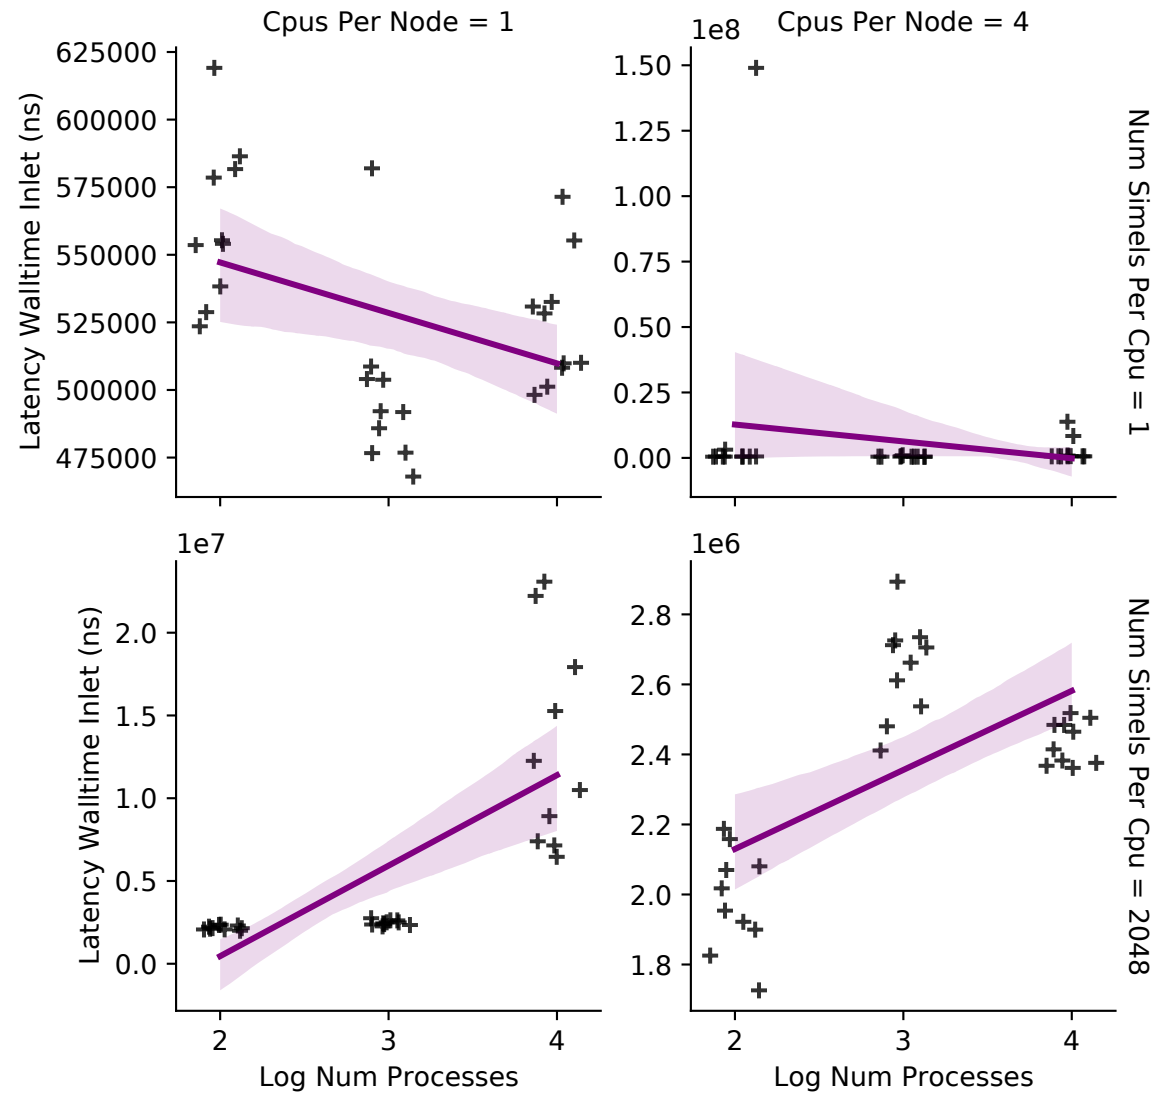 Cpus Per Node = 1
Cpus Per Node = 4
1e8
Latency Walltime Inlet (ns)
625000
600000
575000
550000
525000
500000
475000
1.50
1.25
1.00
0.75
0.50
0.25
0.00
Num Simels Per Cpu = 1
1e7
1e6
Latency Walltime Inlet (ns)
2.0
1.5
1.0
0.5
0.0
2.8
2.6
2.4
2.2
2.0
1.8
Num Simels Per Cpu = 2048
2 3 4
2 3 4
Log Num Processes
Log Num Processes